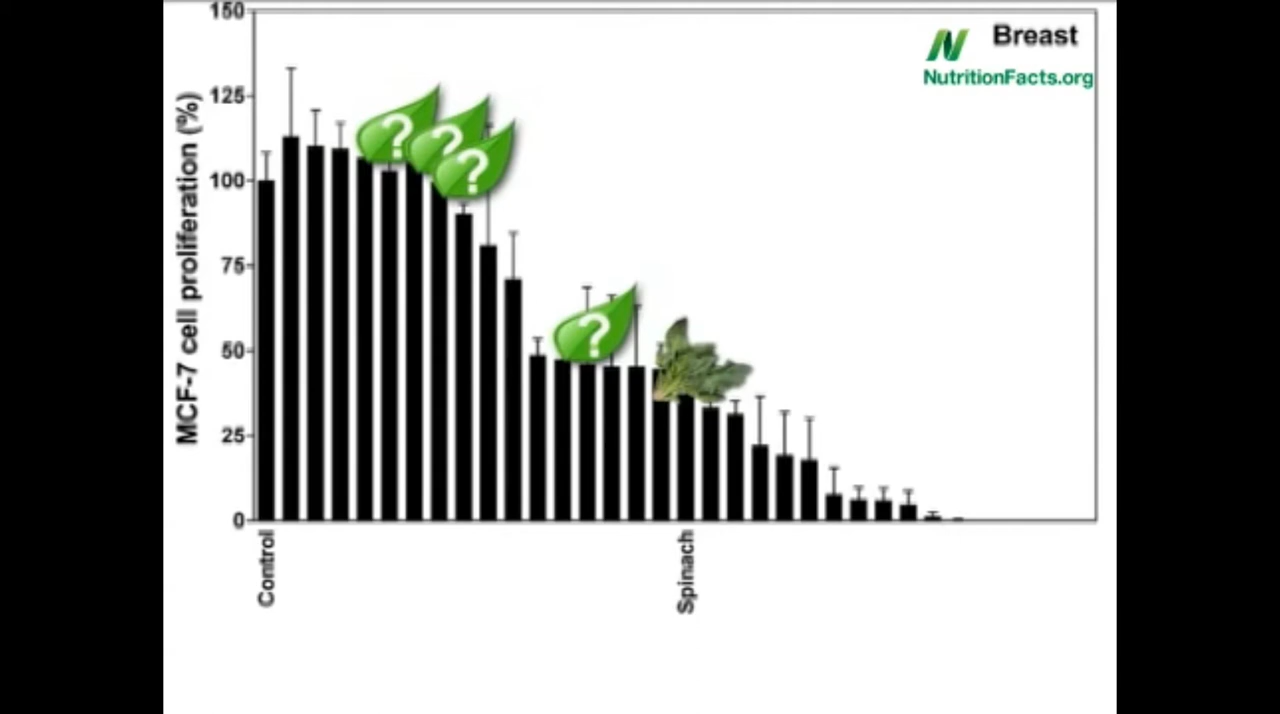 150
Breast
NutritionFacts.org
125
100
75
50
25
0
MCF-7 cell proliferation (%)
?
?
?
?
Control
Spinach